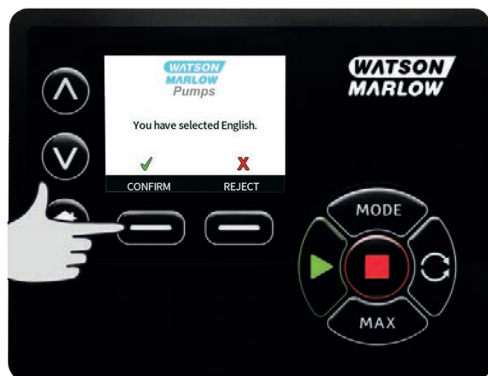 WATSON
MARLOW
Pumps
You have selected English.
CONFIRM REJECT
WATSON
MARLOW
MODE
MAX